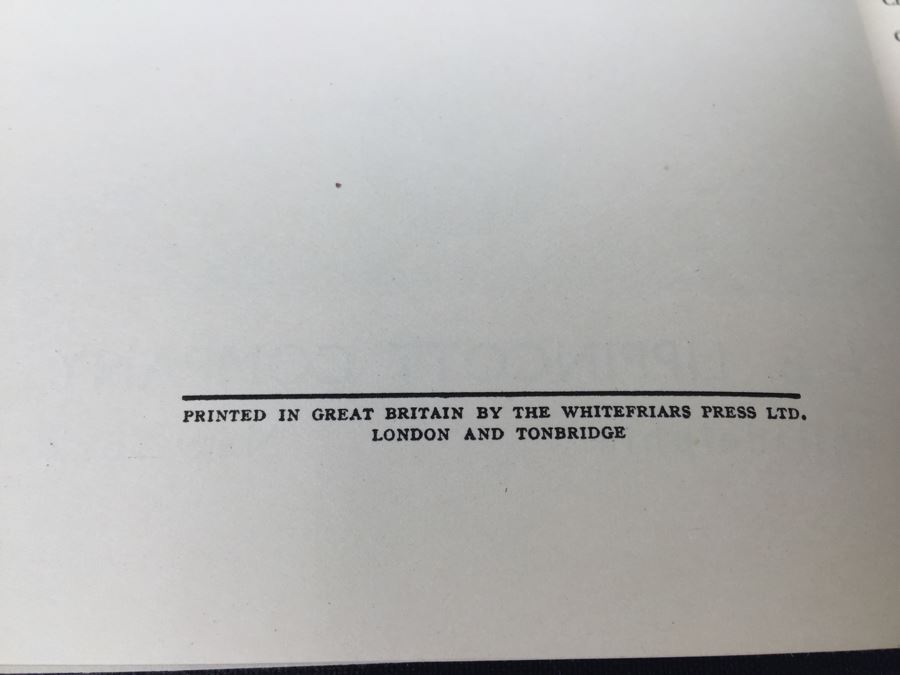 PRINTED IN GREAT BRITAIN BY THE WHITEFRIARS PRESS LTD.
LONDON AND TONBRIDGE